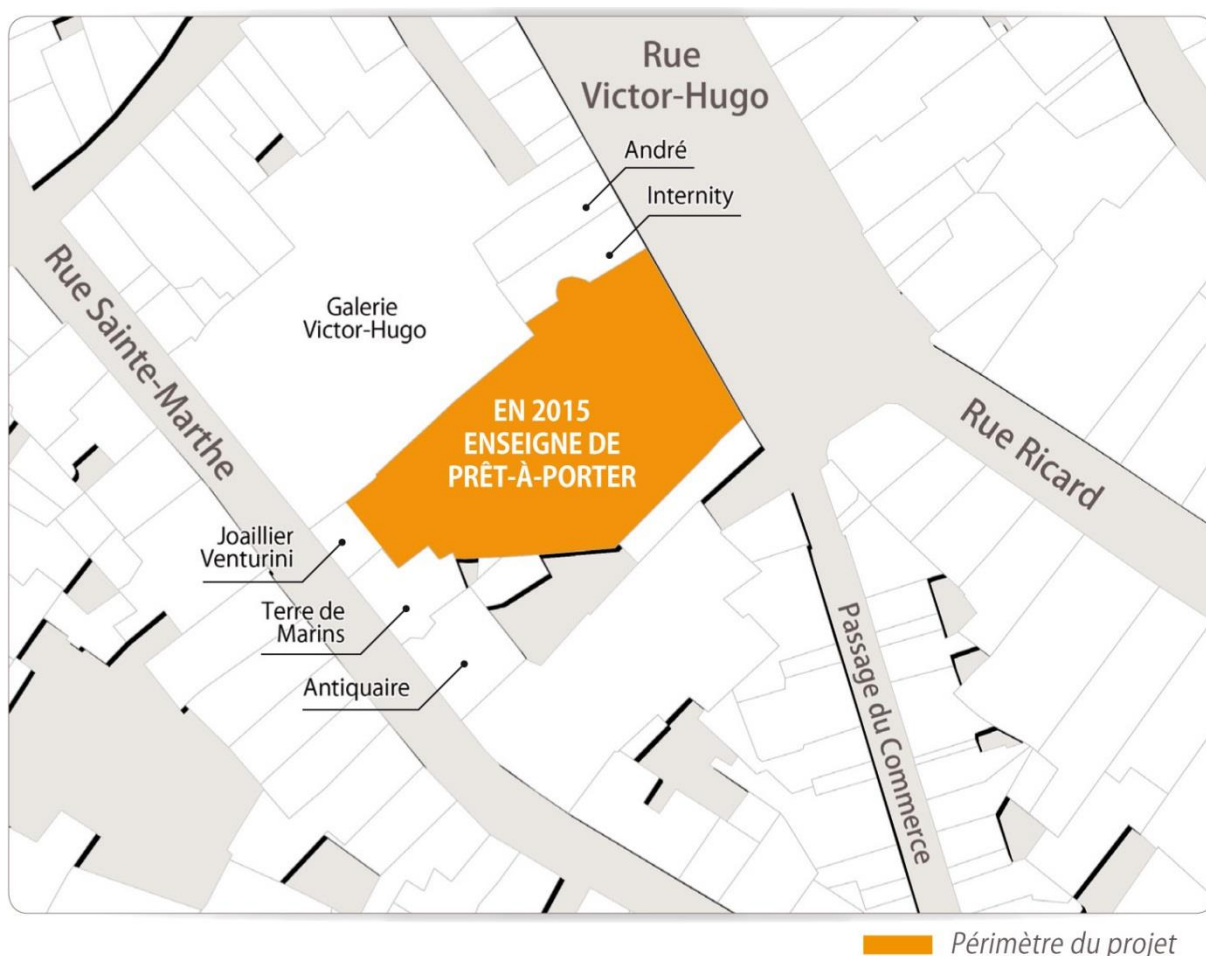 Rue
Victor-Hugo
André
Internity
Rue Sainte-Marthe
Galerie
Victor-Hugo
EN 2015
ENSEIGNE DE
PRÊT-À-PORTER
Rue Ricard
Joaillier
Venturini
Terre de
Marins
Antiquaire
Passage du Commerce
Périmètre du projet